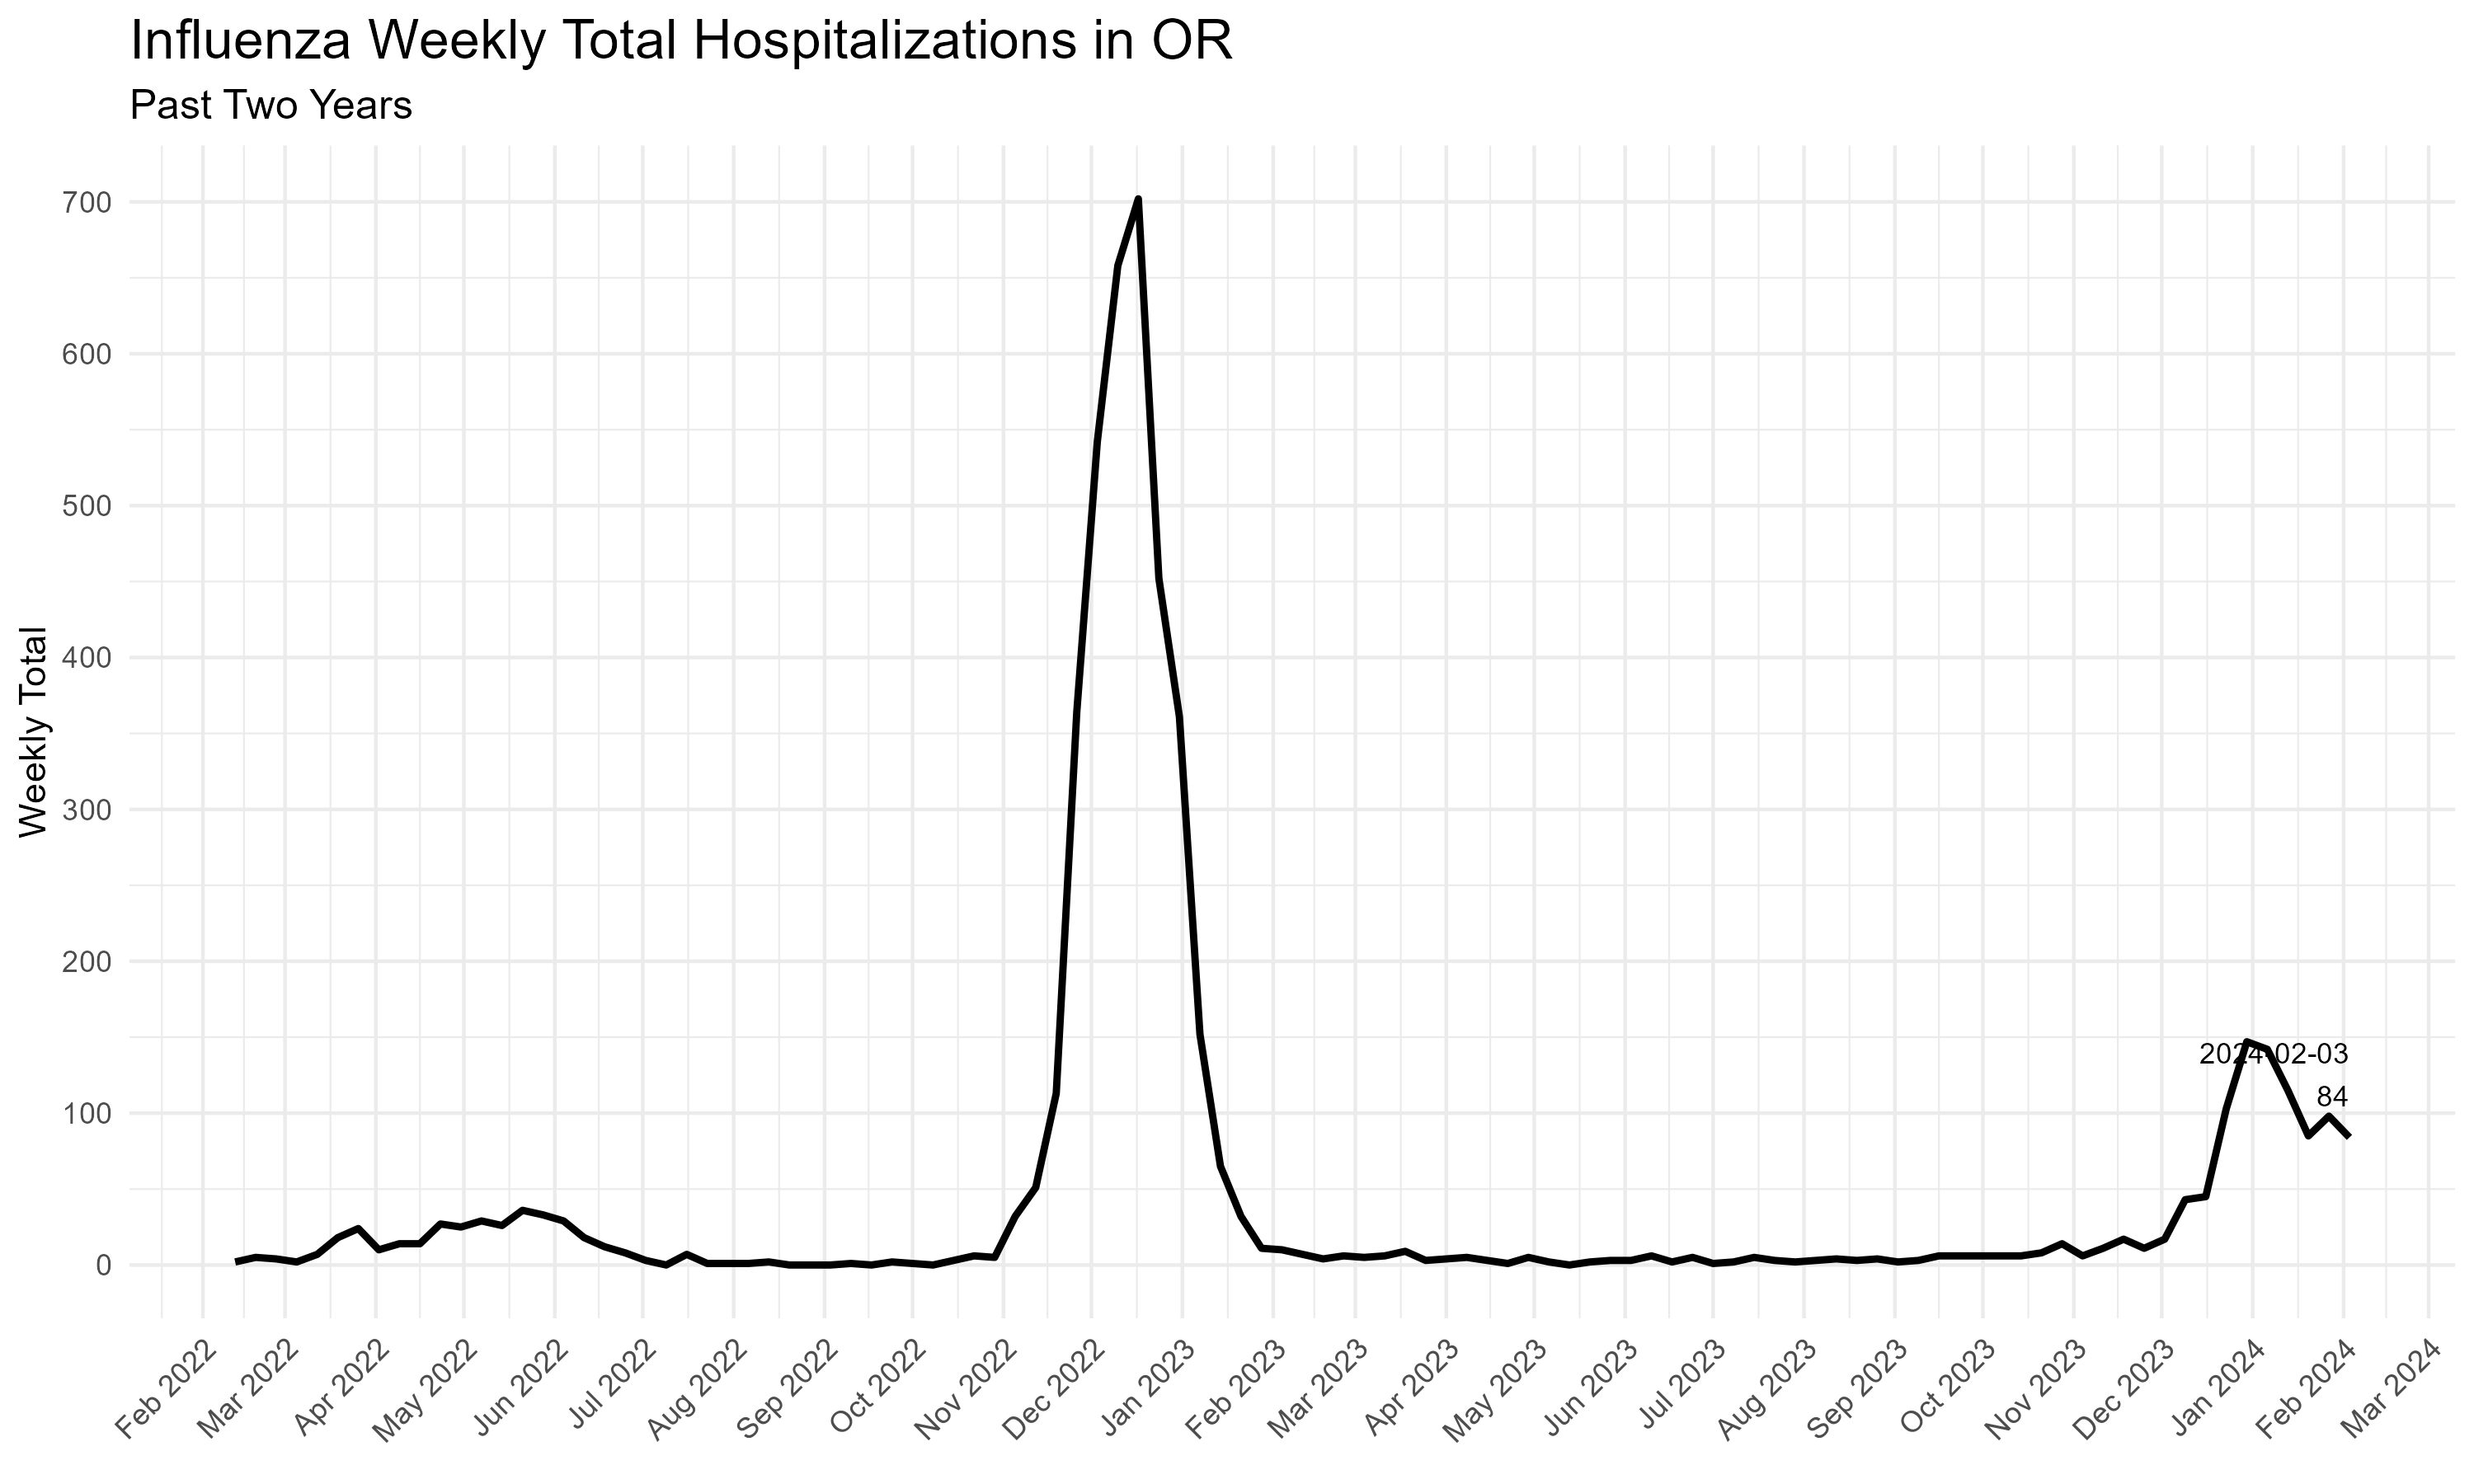 Influenza Weekly Total Hospitalizations in OR
Past Two Years
Weekly Total
700
600
500
400
300
200
100
0
2024-02-03
84
Feb 2022
Mar 2022
Apr 2022
May 2022
Jun 2022
Jul 2022
Aug 2022
Sep 2022
Oct 2022
Nov 2022
Dec 2022
Jan 2023
Feb 2023
Mar 2023
Apr 2023
May 2023
Jun 2023
Jul 2023
Aug 2023
Sep 2023
Oct 2023
Nov 2023
Dec 2023
Jan 2024
Feb 2024
Mar 2024